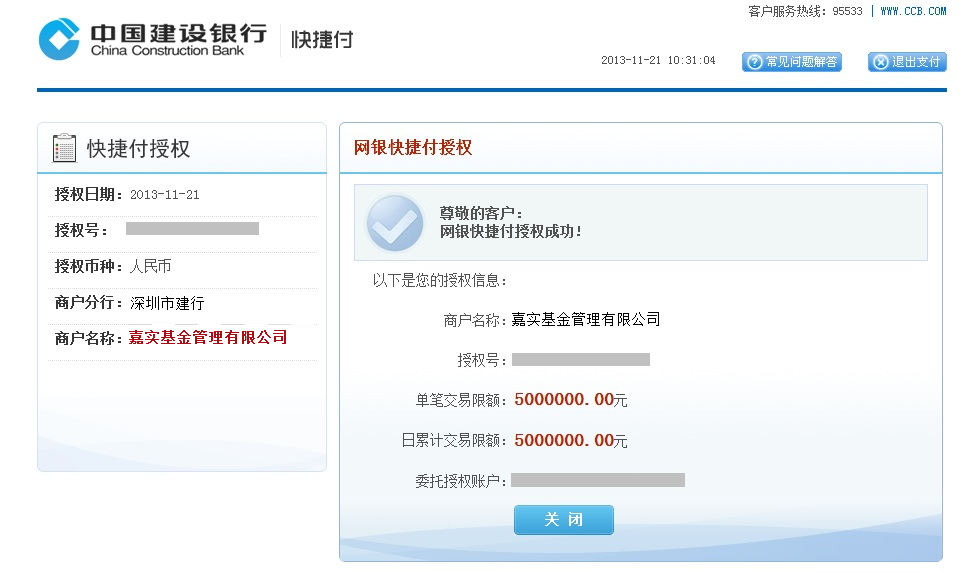 客户服务热线：95533 | WWW.CCB.COM
中国建设银行
China Construction Bank
快捷付
2013-11-21 10:31:04
常见问题解答
退出支付
快捷付授权
授权日期：2013-11-21
授权号：
授权币种：人民币
商户分行：深圳市建行
商户名称：嘉实基金管理有限公司
网银快捷付授权
尊敬的客户：
网银快捷付授权成功！
以下是您的授权信息：
商户名称：嘉实基金管理有限公司
授权号：
单笔交易限额：5000000.00元
日累计交易限额：5000000.00元
委托授权账户：
关 闭